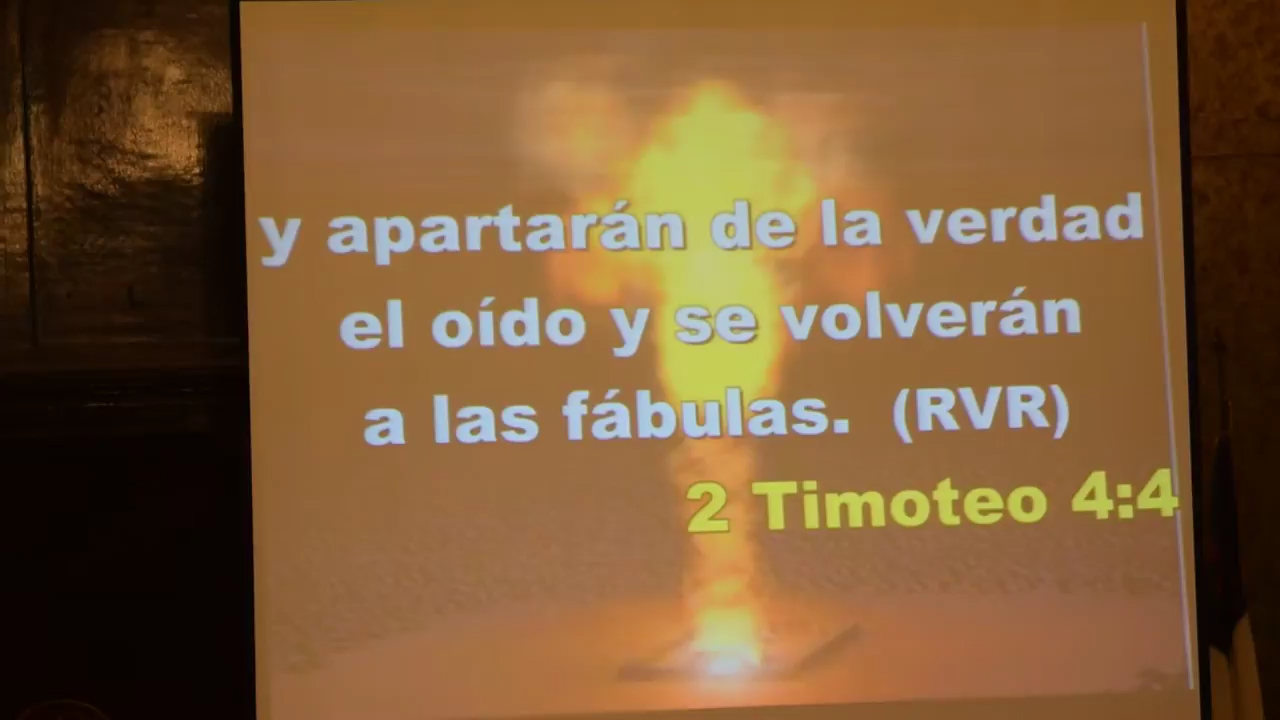 y apartarán de la verdad
el oído y se volverán
a las fábulas. (RVR)
2 Timoteo 4:4